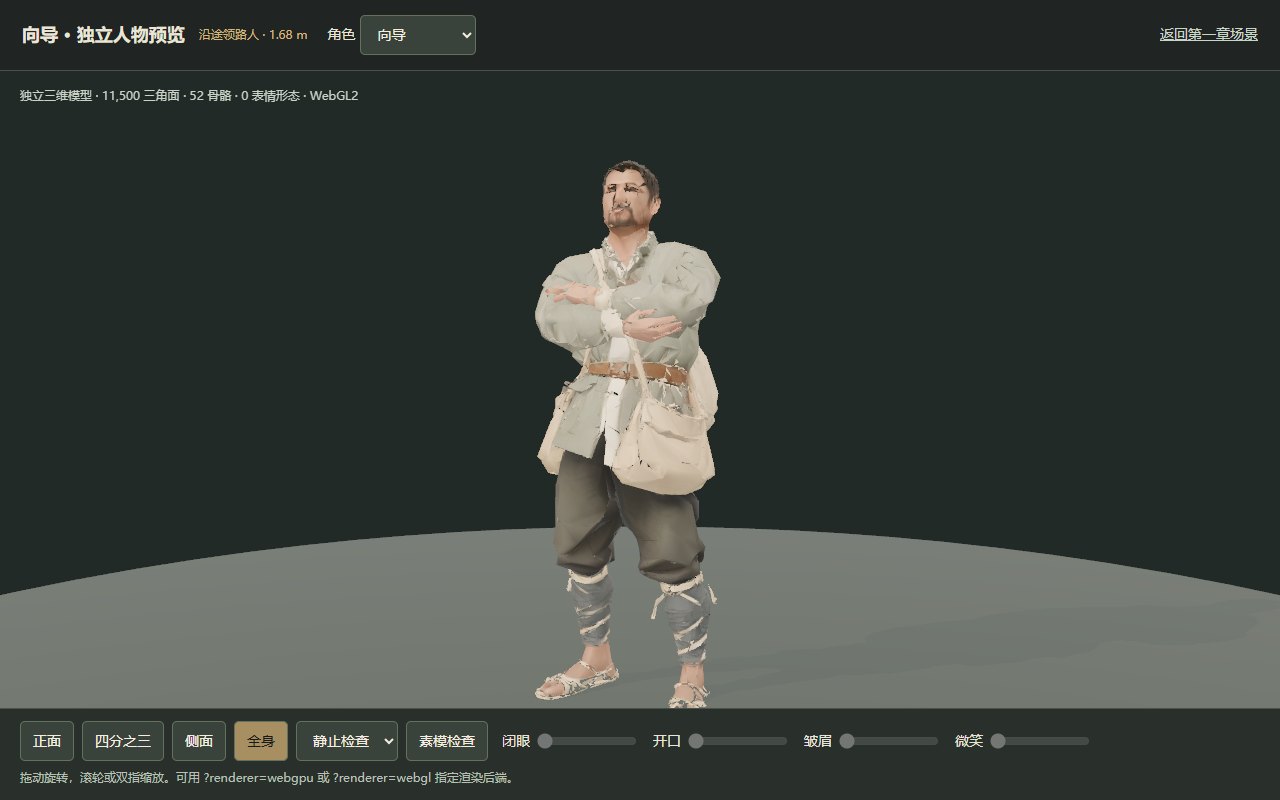 向导 · 独立人物预览 沿途领路人 · 1.68 m 角色 向导 返回第一章场景
独立三维模型 · 11,500 三角面 · 52 骨骼 · 0 表情形态 · WebGL2
正面 四分之三 侧面 全身 静止检查 素模检查 闭眼 开口 皱眉 微笑
拖动旋转，滚轮或双指缩放。可用 ?renderer=webgpu 或 ?renderer=webgl 指定渲染后端。